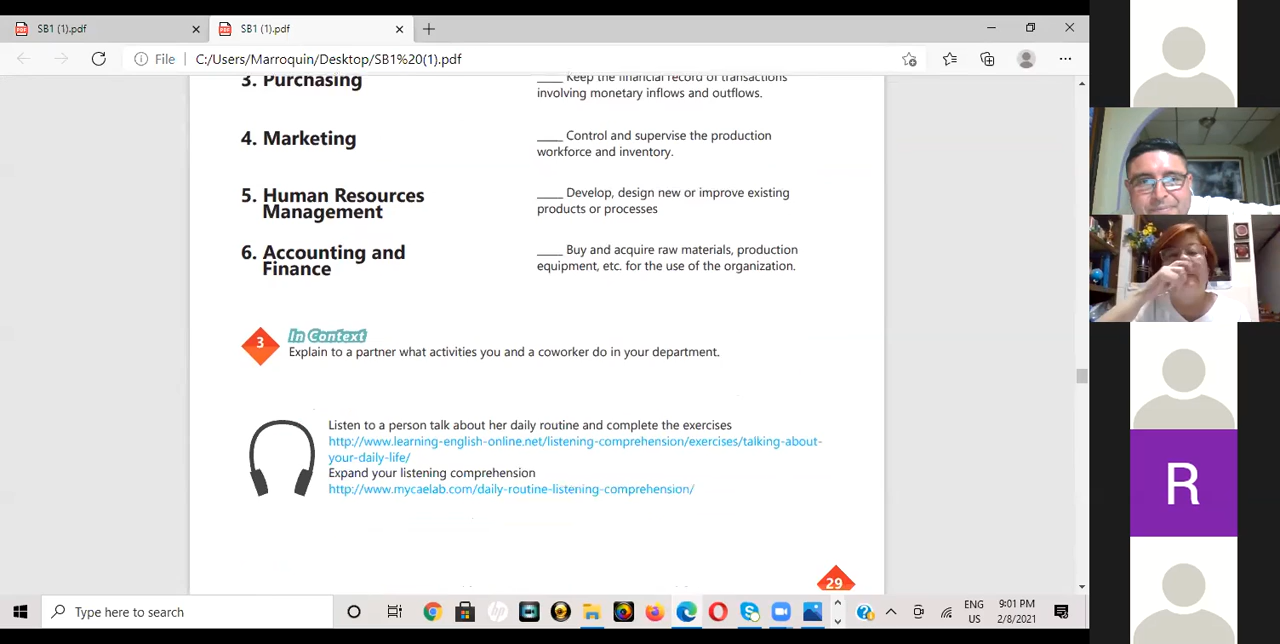 SB1 (1).pdf
SB1 (1).pdf
File
C:/Users/Marroquin/Desktop/SB1%20(1).pdf
3. Purchasing
____ Keep the financial record of transactions
involving monetary inflows and outflows.
4. Marketing
____ Control and supervise the production
workforce and inventory.
5. Human Resources
Management
____ Develop, design new or improve existing
products or processes
6. Accounting and
Finance
____ Buy and acquire raw materials, production
equipment, etc. for the use of the organization.
3
In Context
Explain to a partner what activities you and a coworker do in your department.
Listen to a person talk about her daily routine and complete the exercises
http://www.learning-english-online.net/listening-comprehension/exercises/talking-about-
your-daily-life/
Expand your listening comprehension
http://www.mycaelab.com/daily-routine-listening-comprehension/
29
R
Type here to search
ENG
US
9:01 PM
2/8/2021